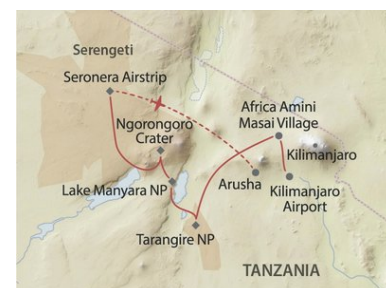 Serengeti
Seronera Airstrip
Africa Amini
Masai Village
Ngorongoro
Crater
Kilimanjaro
Lake Manyara NP
Arusha
Kilimanjaro
Airport
Tarangire NP
TANZANIA